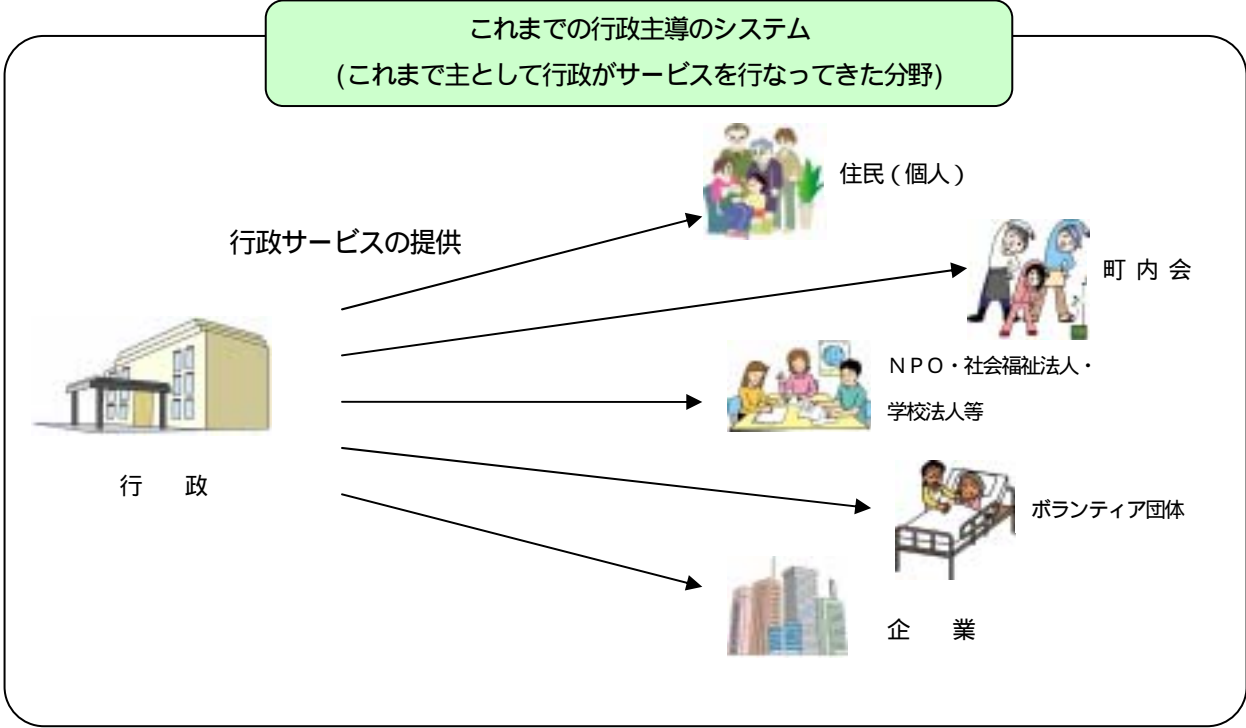 これまでの行政主導のシステム
(これまで主として行政がサービスを行なってきた分野)
住民(個人)
行政サービスの提供
町内会
NPO・社会福祉法人・
学校法人等
行 政
ボランティア団体
企 業